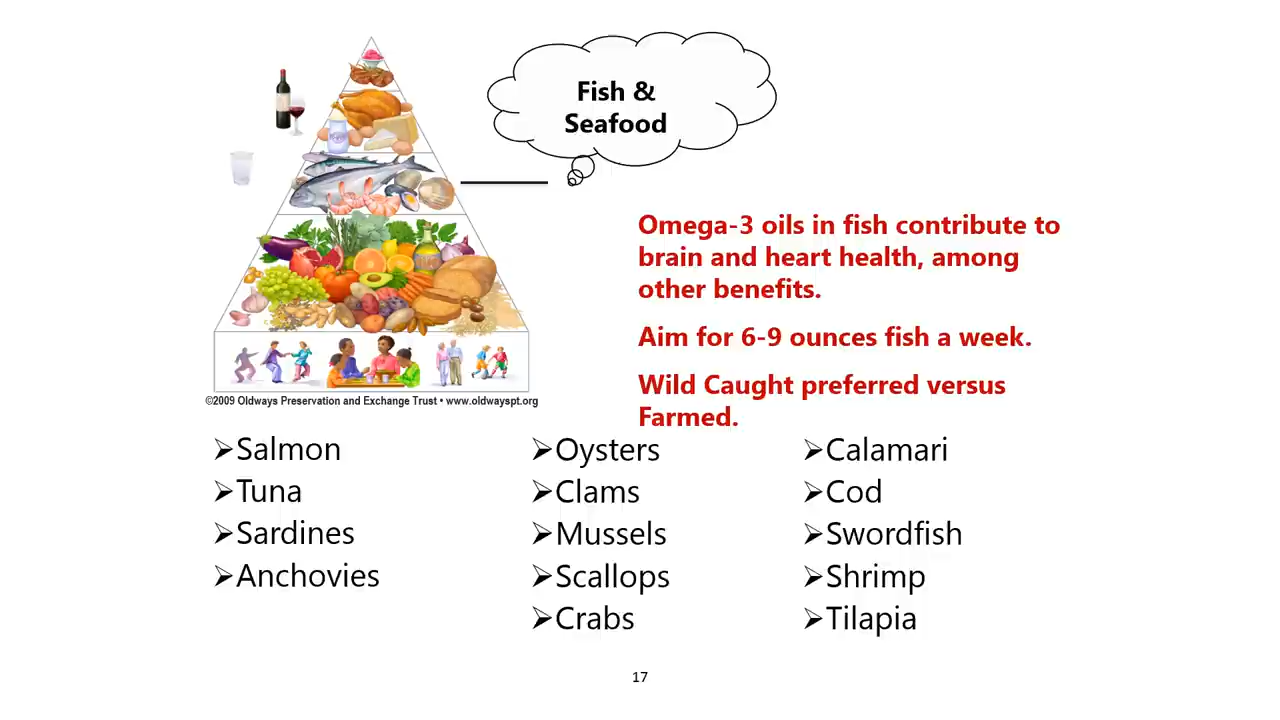 Fish &
Seafood
Omega-3 oils in fish contribute to
brain and heart health, among
other benefits.
Aim for 6-9 ounces fish a week.
Wild Caught preferred versus
Farmed.
©2009 Oldways Preservation and Exchange Trust • www.oldwayspt.org
➢Salmon
➢Tuna
➢Sardines
➢Anchovies
➢Oysters
➢Clams
➢Mussels
➢Scallops
➢Crabs
➢Calamari
➢Cod
➢Swordfish
➢Shrimp
➢Tilapia
17